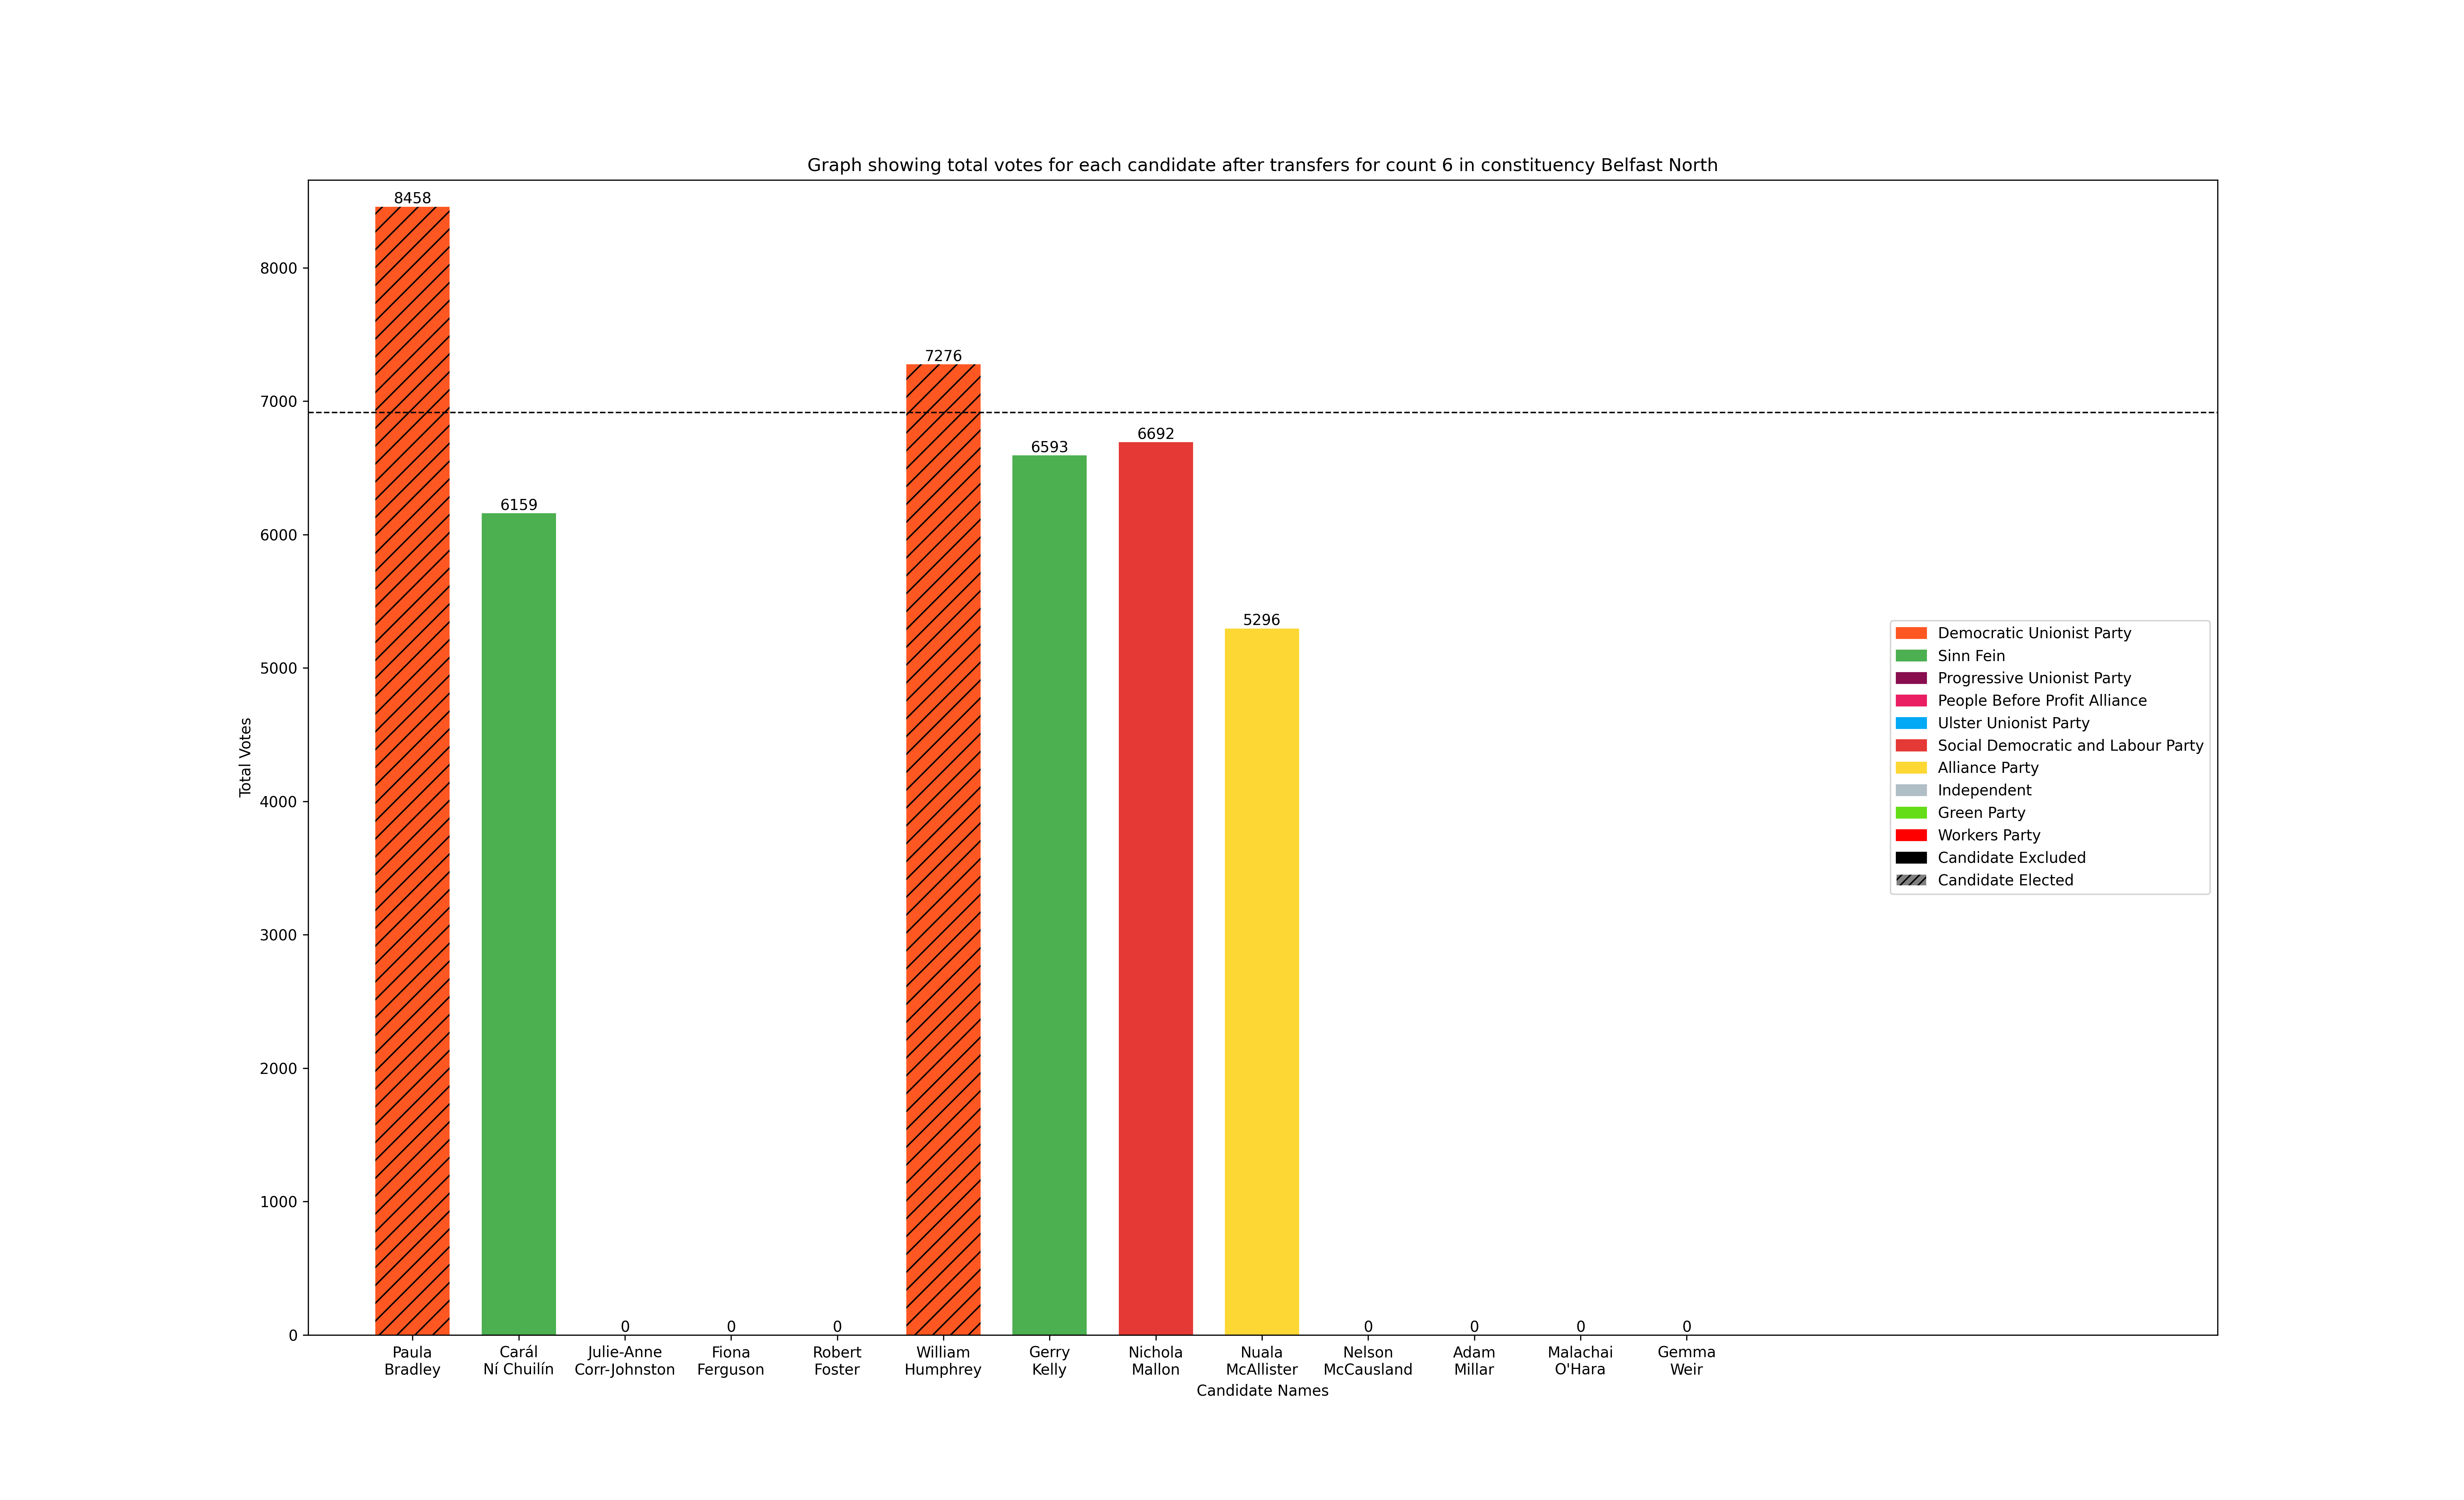 Graph showing total votes for each candidate after transfers for count 6 in constituency Belfast North
Total Votes
8000
7000
6000
5000
4000
3000
2000
1000
0
8458
6159
0
0
0
7276
6593
6692
5296
0
0
0
0
Paula
Bradley
Carál
Ní Chuilín
Julie-Anne
Corr-Johnston
Fiona
Ferguson
Robert
Foster
William
Humphrey
Gerry
Kelly
Nichola
Mallon
Nuala
McAllister
Nelson
McCausland
Adam
Millar
Malachai
O'Hara
Gemma
Weir
Candidate Names
Democratic Unionist Party
Sinn Fein
Progressive Unionist Party
People Before Profit Alliance
Ulster Unionist Party
Social Democratic and Labour Party
Alliance Party
Independent
Green Party
Workers Party
Candidate Excluded
Candidate Elected